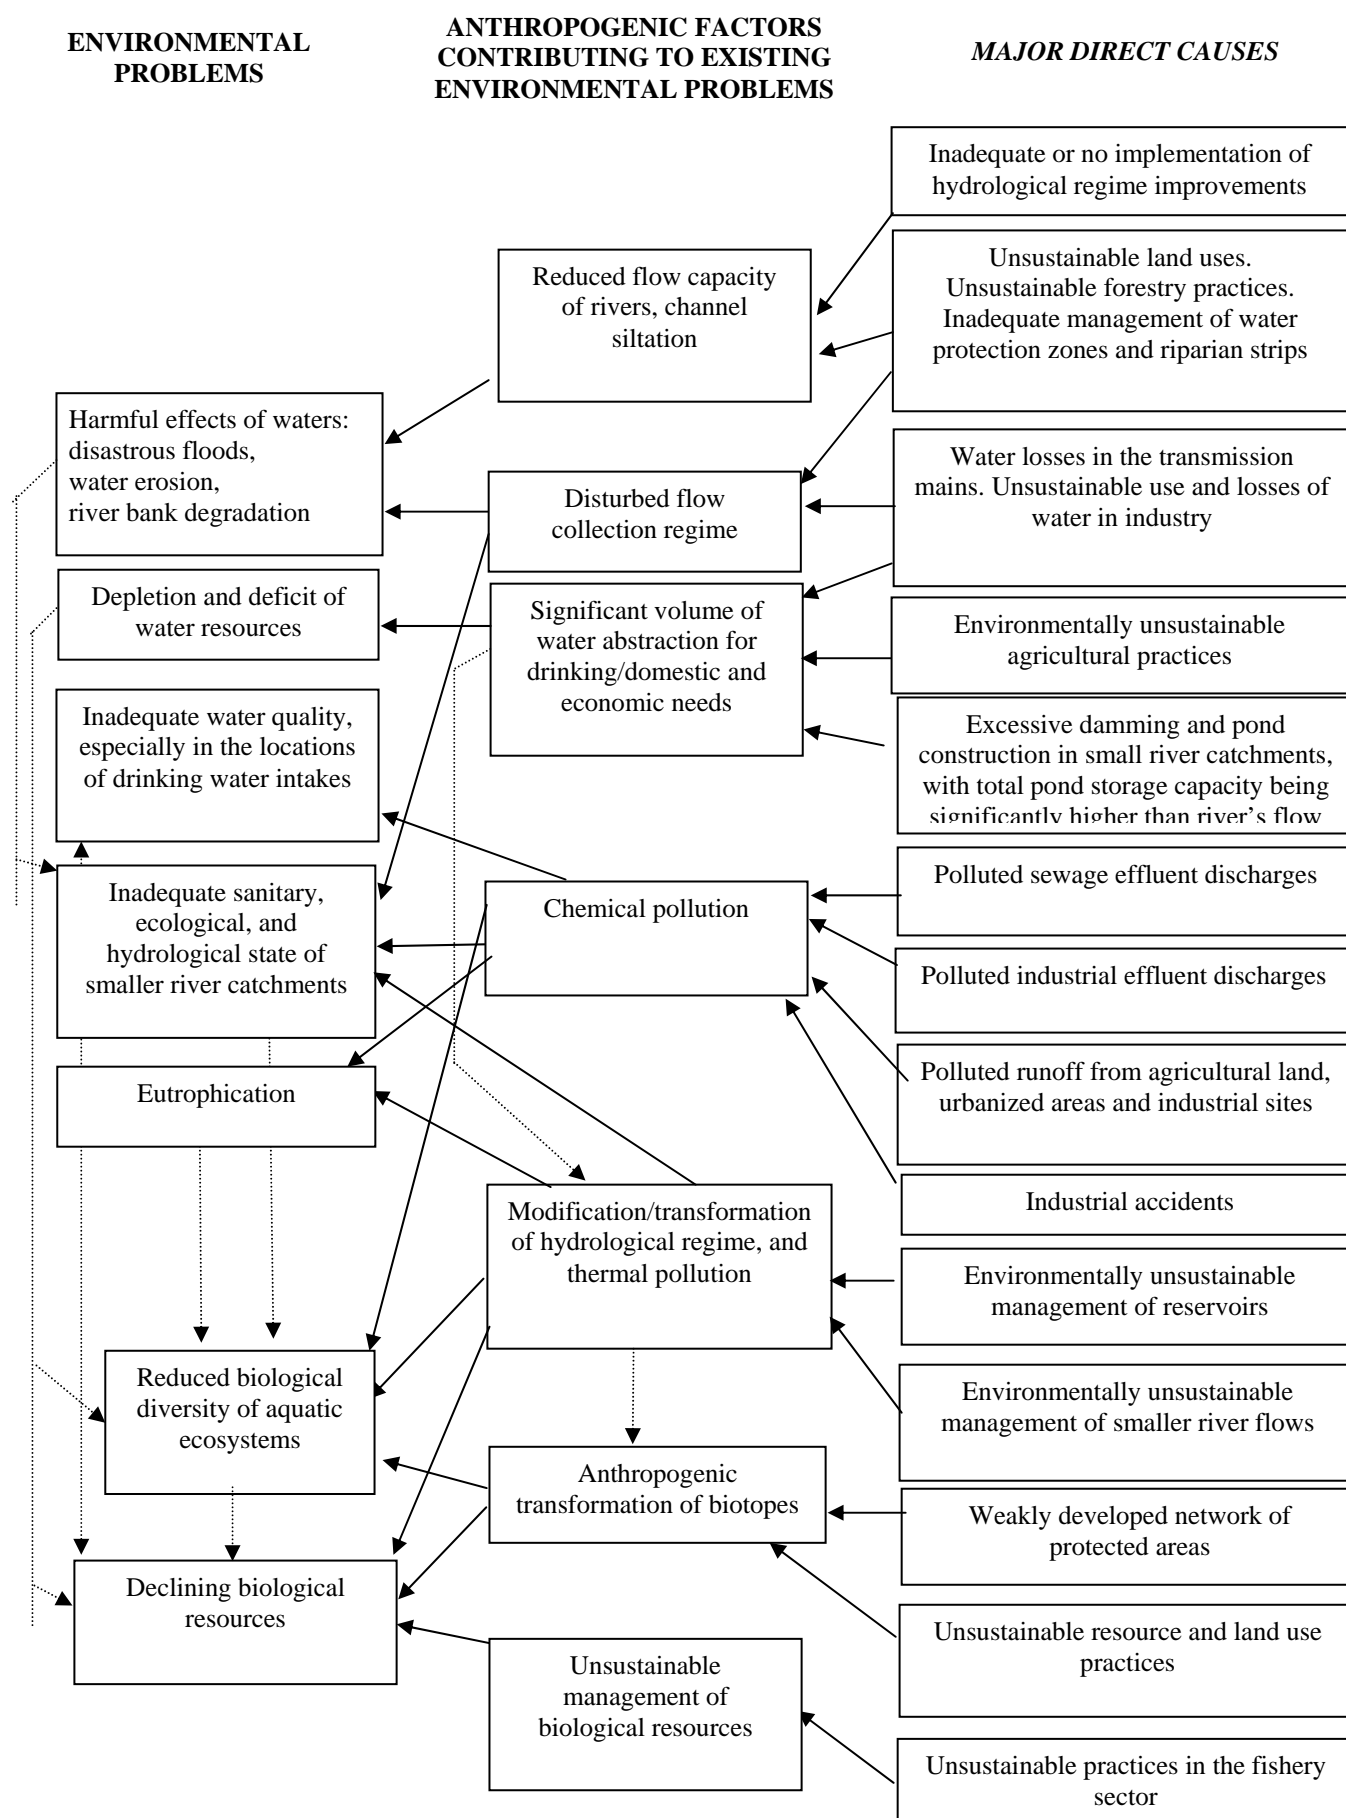 ENVIRONMENTAL
PROBLEMS
ANTHROPOGENIC FACTORS
CONTRIBUTING TO EXISTING
ENVIRONMENTAL PROBLEMS
MAJOR DIRECT CAUSES
Harmful effects of waters:
disastrous floods,
water erosion,
river bank degradation
Depletion and deficit of
water resources
Inadequate water quality,
especially in the locations
of drinking water intakes
Inadequate sanitary,
ecological, and
hydrological state of
smaller river catchments
Eutrophication
Reduced biological
diversity of aquatic
ecosystems
Declining biological
resources
Reduced flow capacity
of rivers, channel
siltation
Disturbed flow
collection regime
Significant volume of
water abstraction for
drinking/domestic and
economic needs
Chemical pollution
Modification/transformation
of hydrological regime, and
thermal pollution
Anthropogenic
transformation of biotopes
Unsustainable
management of
biological resources
Inadequate or no implementation of
hydrological regime improvements
Unsustainable land uses.
Unsustainable forestry practices.
Inadequate management of water
protection zones and riparian strips
Water losses in the transmission
mains. Unsustainable use and losses of
water in industry
Environmentally unsustainable
agricultural practices
Excessive damming and pond
construction in small river catchments,
with total pond storage capacity being
significantly higher than river’s flow
Polluted sewage effluent discharges
Polluted industrial effluent discharges
Polluted runoff from agricultural land,
urbanized areas and industrial sites
Industrial accidents
Environmentally unsustainable
management of reservoirs
Environmentally unsustainable
management of smaller river flows
Weakly developed network of
protected areas
Unsustainable resource and land use
practices
Unsustainable practices in the fishery
sector